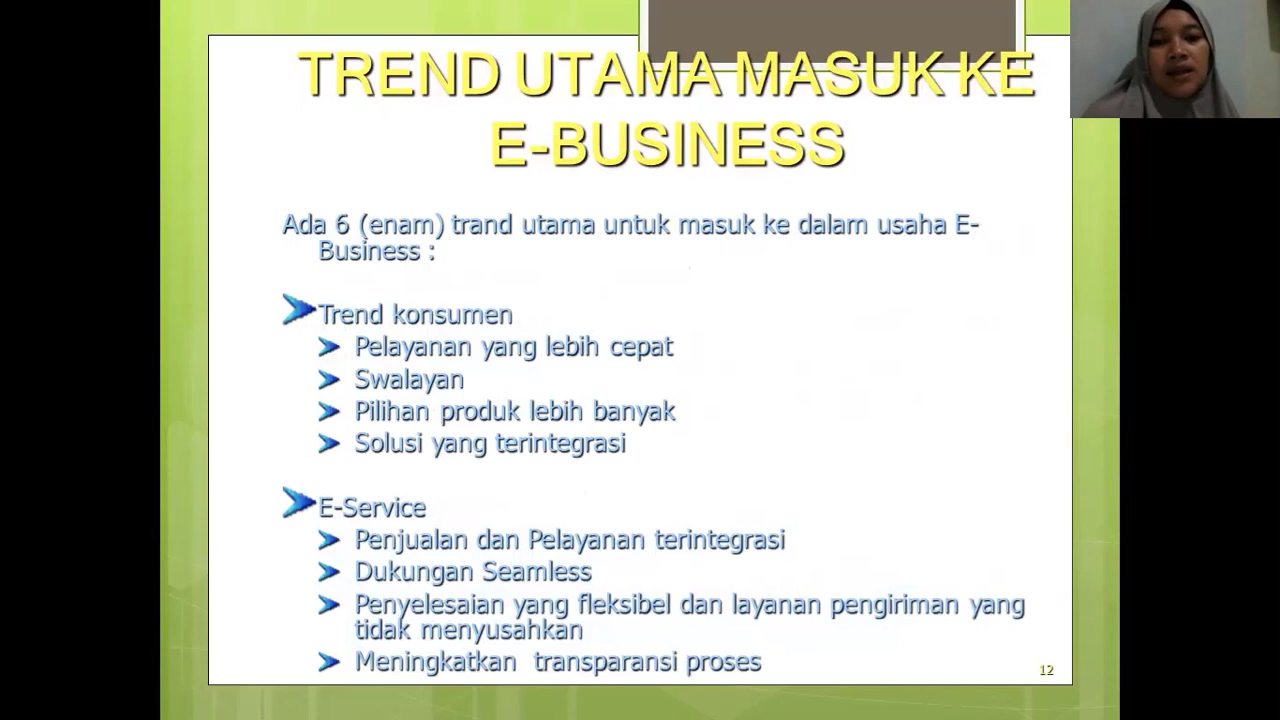 TREND UTAMA MASUK KE
E-BUSINESS
Ada 6 (enam) trand utama untuk masuk ke dalam usaha E-
Business :
Trend konsumen
Pelayanan yang lebih cepat
Swalayan
Pilihan produk lebih banyak
Solusi yang terintegrasi
E-Service
Penjualan dan Pelayanan terintegrasi
Dukungan Seamless
Penyelesaian yang fleksibel dan layanan pengiriman yang
tidak menyusahkan
Meningkatkan transparansi proses
12